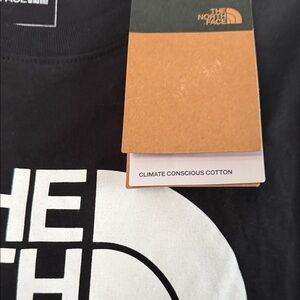 THE
NORTH
FACE
CLIMATE CONSCIOUS COTTON
HE
TH